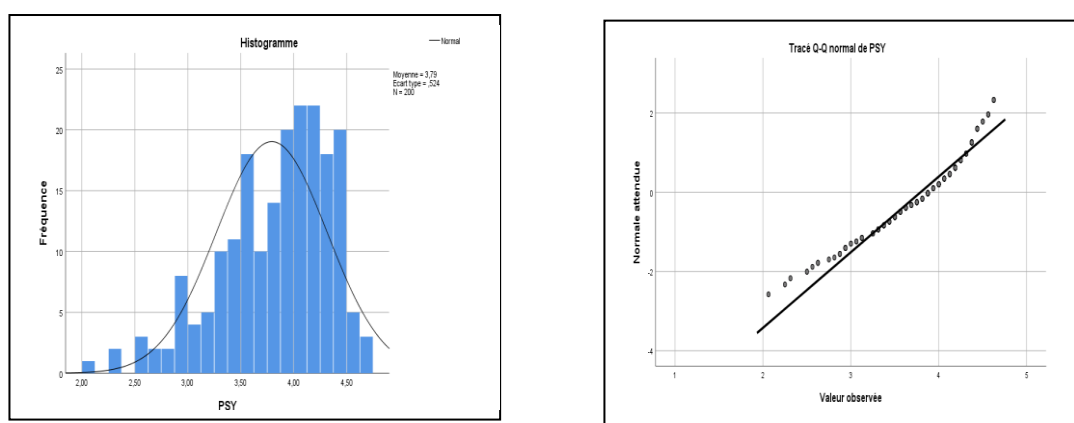 Histogramme
Normal
Moyenne = 3,79
Ecart type = ,524
N = 200
25
20
15
10
5
0
Fréquence
2,00 2,50 3,00 3,50 4,00 4,50
PSY
Tracé Q-Q normal de PSY
2
0
-2
-4
Normale attendue
1 2 3 4 5
Valeur observée